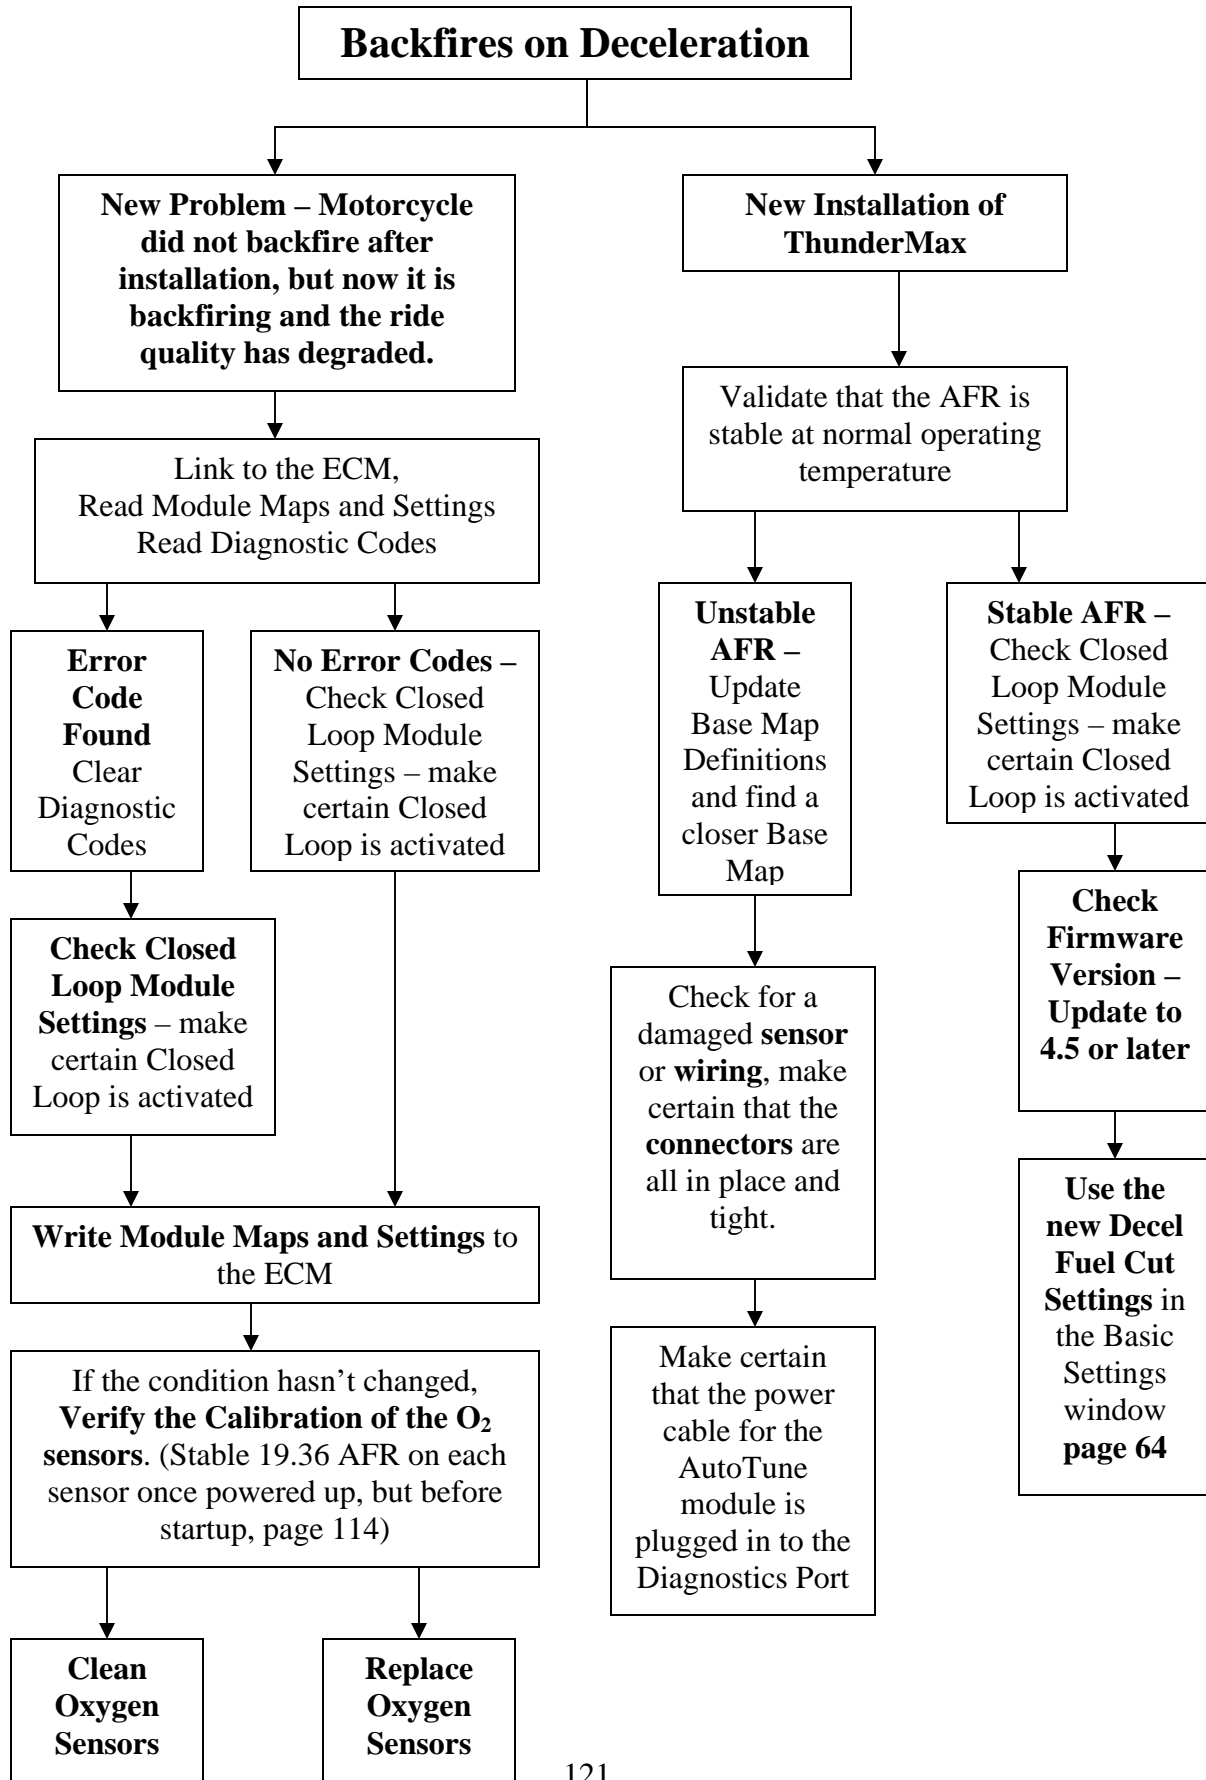 Backfires on Deceleration
New Problem – Motorcycle
did not backfire after
installation, but now it is
backfiring and the ride
quality has degraded.
New Installation of
ThunderMax
Link to the ECM,
Read Module Maps and Settings
Read Diagnostic Codes
Validate that the AFR is
stable at normal operating
temperature
Error
Code
Found
Clear
Diagnostic
Codes
No Error Codes –
Check Closed
Loop Module
Settings – make
certain Closed
Loop is activated
Unstable
AFR –
Update
Base Map
Definitions
and find a
closer Base
Map
Stable AFR –
Check Closed
Loop Module
Settings – make
certain Closed
Loop is activated
Check Closed
Loop Module
Settings – make
certain Closed
Loop is activated
Check for a
damaged sensor
or wiring, make
certain that the
connectors are
all in place and
tight.
Check
Firmware
Version –
Update to
4.5 or later
Write Module Maps and Settings to
the ECM
Use the
new Decel
Fuel Cut
Settings in
the Basic
Settings
window
page 64
If the condition hasn’t changed,
Verify the Calibration of the O₂
sensors. (Stable 19.36 AFR on each
sensor once powered up, but before
startup, page 114)
Make certain
that the power
cable for the
AutoTune
module is
plugged in to the
Diagnostics Port
Clean
Oxygen
Sensors
Replace
Oxygen
Sensors
121